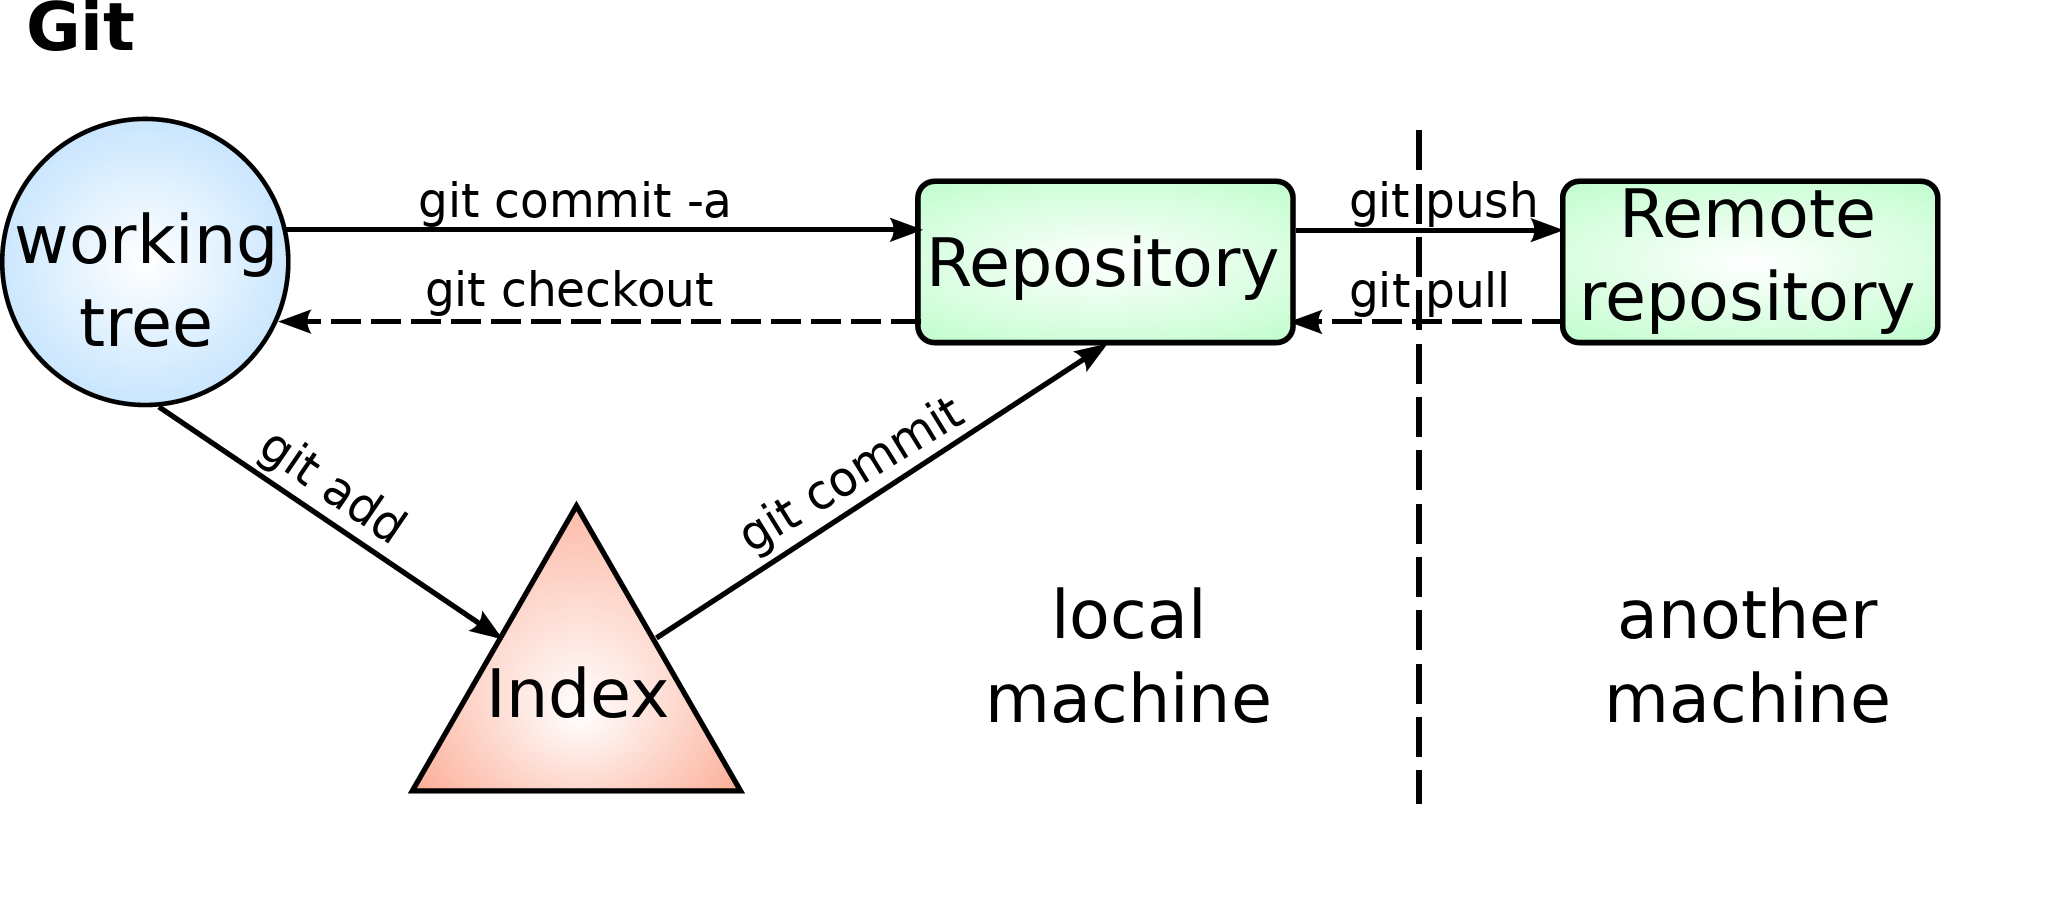 Git
working
tree
git commit -a
git checkout
Repository
git push
git pull
Remote
repository
git add
git commit
Index
local
machine
another
machine